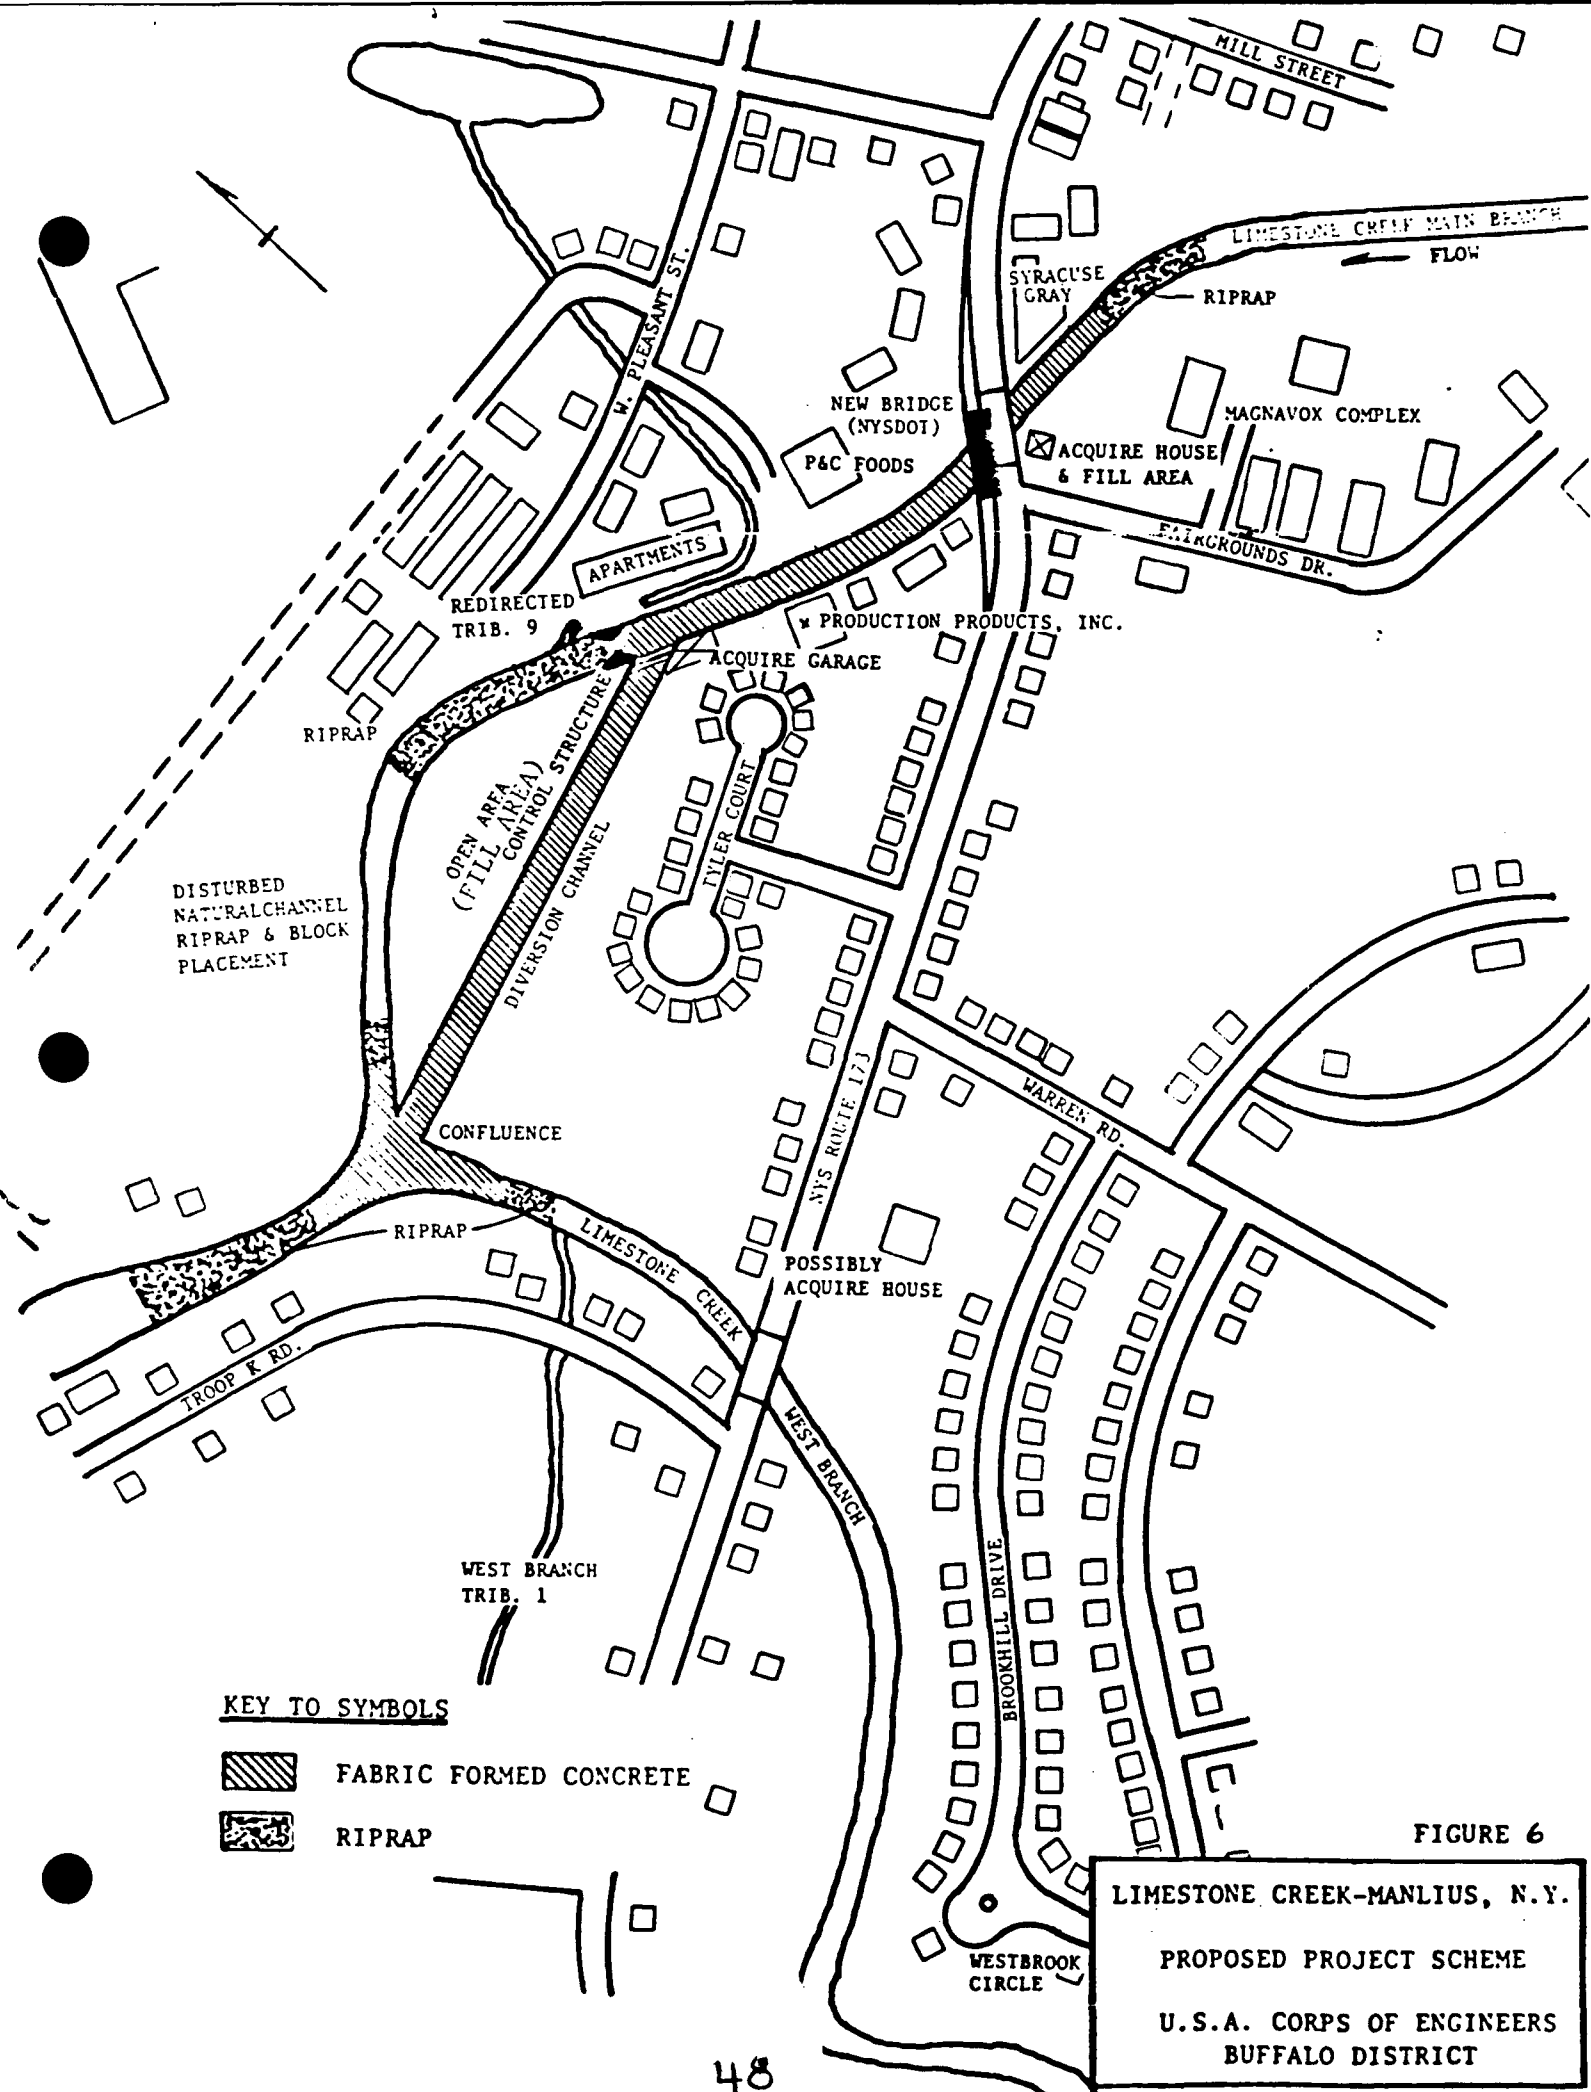 MILL STREET
LIMESTONE CREEK MAIN BRANCH
FLOW
SYRACUSE
GRAY
RIPRAP
W. PLEASANT ST.
NEW BRIDGE
(NYSDOT)
MAGNAVOX COMPLEX
P&C FOODS
ACQUIRE HOUSE
& FILL AREA
FAIRGROUNDS DR.
APARTMENTS
REDIRECTED
TRIB. 9
PRODUCTION PRODUCTS, INC.
ACQUIRE GARAGE
RIPRAP
OPEN AREA
(FILL AREA)
CONTROL STRUCTURE
DIVERSION CHANNEL
TYLER COURT
DISTURBED
NATURALCHANNEL
RIPRAP & BLOCK
PLACEMENT
NYS ROUTE 173
WARREN RD.
CONFLUENCE
RIPRAP
LIMESTONE CREEK
POSSIBLY
ACQUIRE HOUSE
TROOP K RD.
WEST BRANCH
WEST BRANCH
TRIB. 1
BROOKHILL DRIVE
KEY TO SYMBOLS
FABRIC FORMED CONCRETE
RIPRAP
WESTBROOK
CIRCLE
FIGURE 6
LIMESTONE CREEK-MANLIUS, N.Y.
PROPOSED PROJECT SCHEME
U.S.A. CORPS OF ENGINEERS
BUFFALO DISTRICT
48